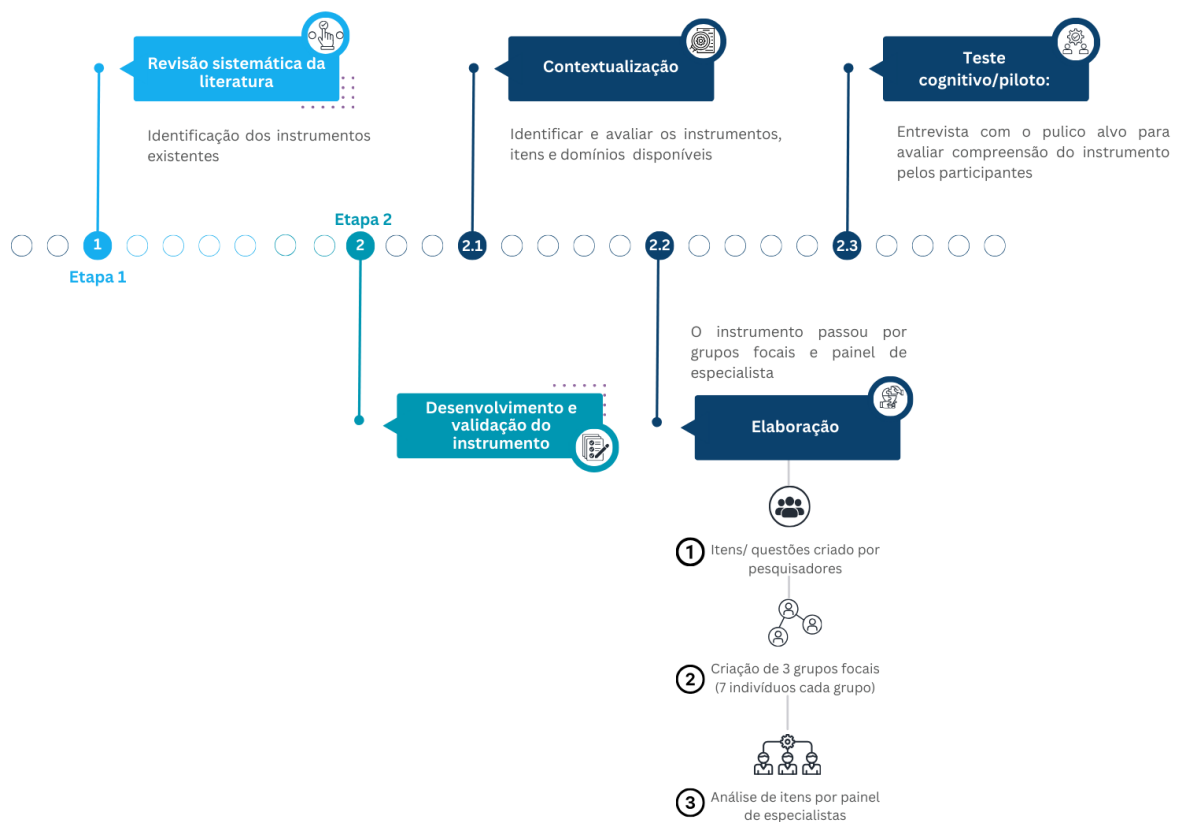 Revisão sistemática da
literatura
Identificação dos instrumentos
existentes
Contextualização
Identificar e avaliar os instrumentos,
itens e domínios disponíveis
Teste
cognitivo/piloto:
Entrevista com o pulico alvo para
avaliar compreensão do instrumento
pelos participantes
1
Etapa 1
Etapa 2
2
2.1
2.2
2.3
Desenvolvimento e
validação do
instrumento
O instrumento passou por
grupos focais e painel de
especialista
Elaboração
1 Itens/ questões criado por
pesquisadores
2 Criação de 3 grupos focais
(7 indivíduos cada grupo)
3 Análise de itens por painel
de especialistas